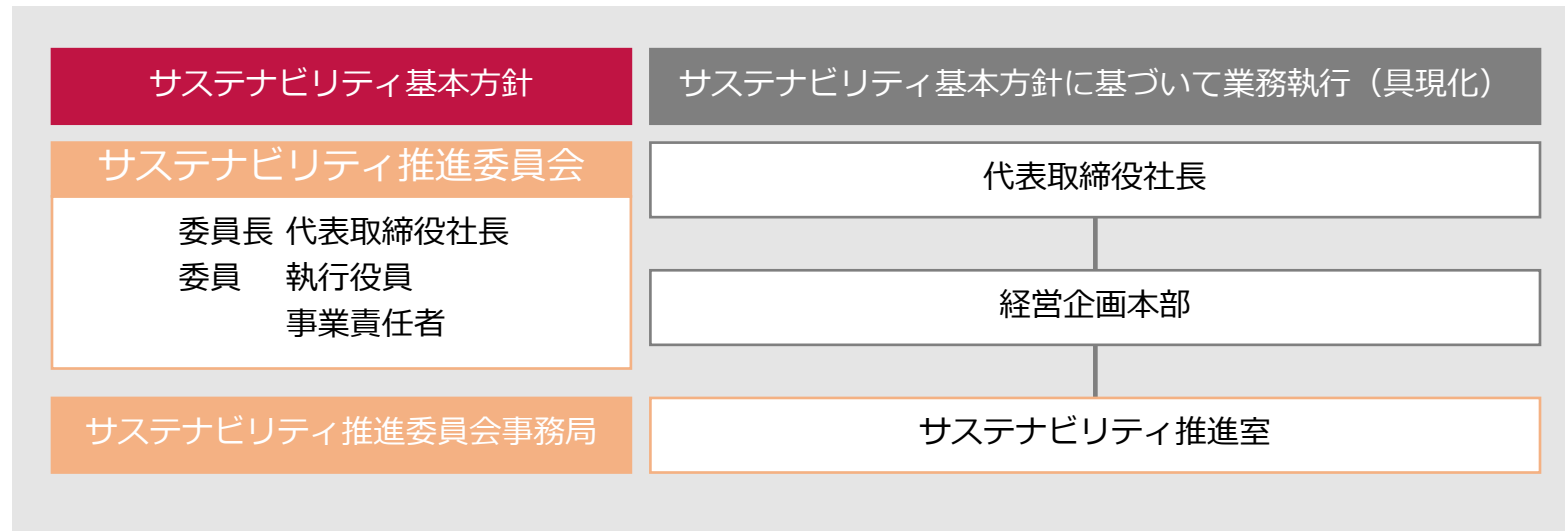 サステナビリティ基本方針
サステナビリティ基本方針に基づいて業務執行（具現化）
サステナビリティ推進委員会
委員長 代表取締役社長
委員 執行役員
事業責任者
代表取締役社長
経営企画本部
サステナビリティ推進委員会事務局
サステナビリティ推進室